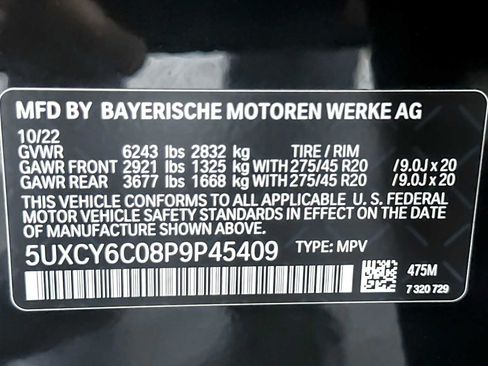 MFD BY BAYERISCHE MOTOREN WERKE AG
10/22
GVWR 6243 lbs 2832 kg TIRE / RIM
GAWR FRONT 2921 lbs 1325 kg WITH 275/45 R20 /9.0J x 20
GAWR REAR 3677 lbs 1668 kg WITH 275/45 R20 /9.0J x 20
THIS VEHICLE CONFORMS TO ALL APPLICABLE U. S. FEDERAL
MOTOR VEHICLE SAFETY STANDARDS IN EFFECT ON THE DATE
OF MANUFACTURE SHOWN ABOVE.
5UXCY6C08P9P45409 TYPE: MPV
475M
7 320 729